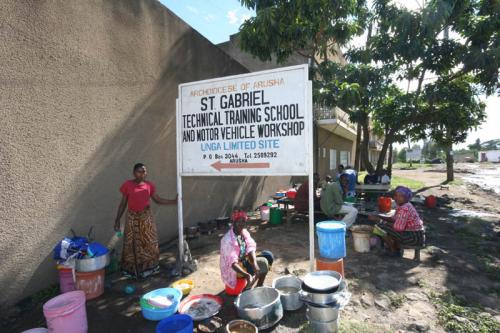 ARCHDIOCESE OF ARUSHA
ST. GABRIEL
TECHNICAL TRAINING SCHOOL
AND MOTOR VEHICLE WORKSHOP
UNGA LIMITED SITE
P. O Box 3044 Tel 2509292
ARUSHA